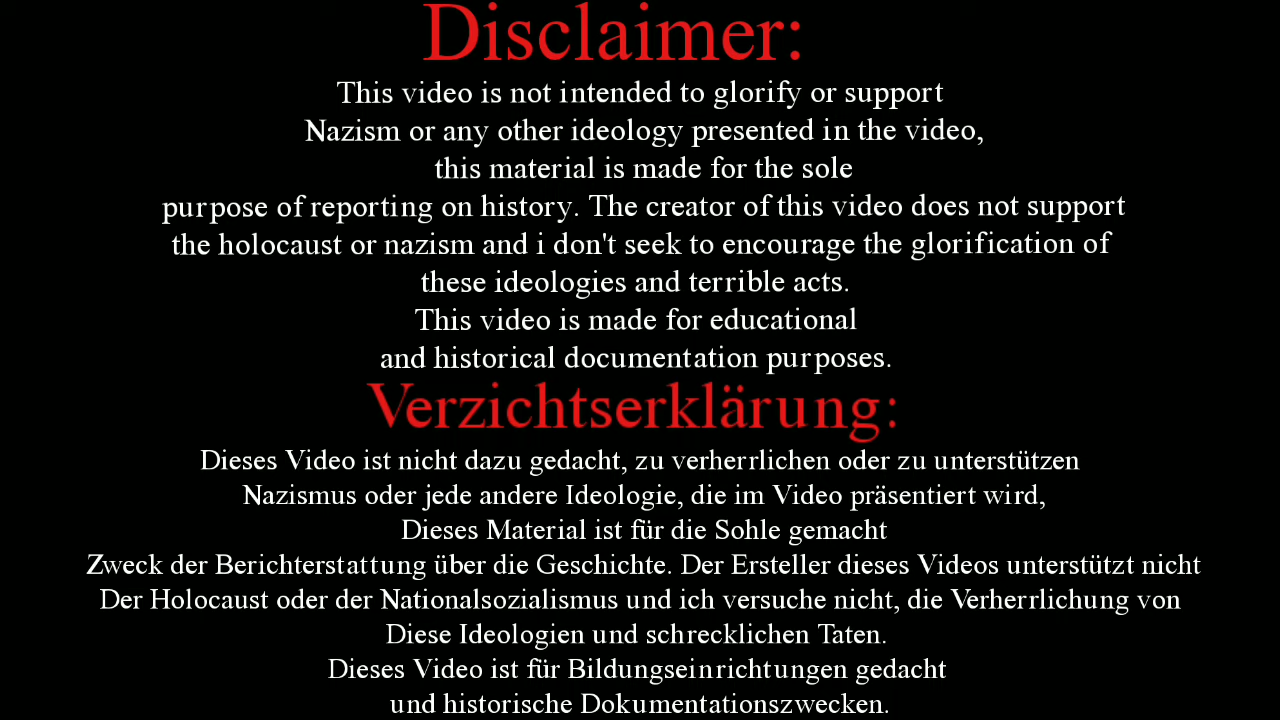 Disclaimer:
This video is not intended to glorify or support
Nazism or any other ideology presented in the video,
this material is made for the sole
purpose of reporting on history. The creator of this video does not support
the holocaust or nazism and i don't seek to encourage the glorification of
these ideologies and terrible acts.
This video is made for educational
and historical documentation purposes.
Verzichtserklärung:
Dieses Video ist nicht dazu gedacht, zu verherrlichen oder zu unterstützen
Nazismus oder jede andere Ideologie, die im Video präsentiert wird,
Dieses Material ist für die Sohle gemacht
Zweck der Berichterstattung über die Geschichte. Der Ersteller dieses Videos unterstützt nicht
Der Holocaust oder der Nationalsozialismus und ich versuche nicht, die Verherrlichung von
Diese Ideologien und schrecklichen Taten.
Dieses Video ist für Bildungseinrichtungen gedacht
und historische Dokumentationszwecken.